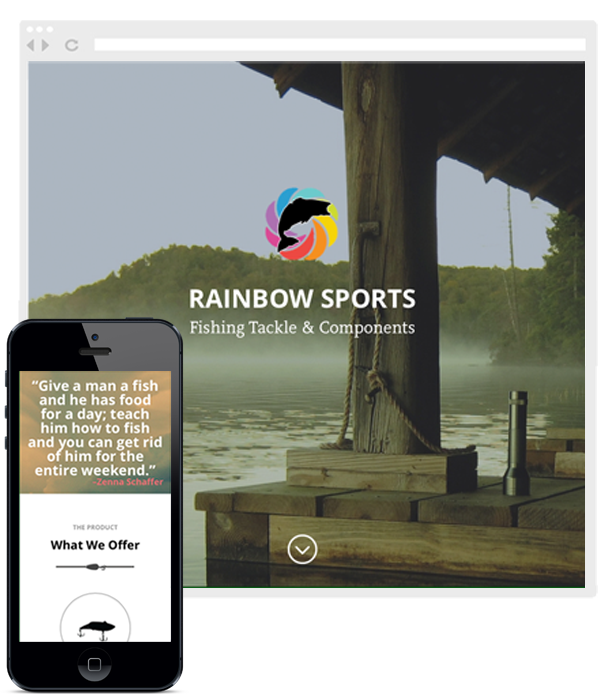 RAINBOW SPORTS
Fishing Tackle & Components
“Give a man a fish
and he has food
for a day; teach
him how to fish
and you can get rid
of him for the
entire weekend.”
-Zenna Schaffer
THE PRODUCT
What We Offer